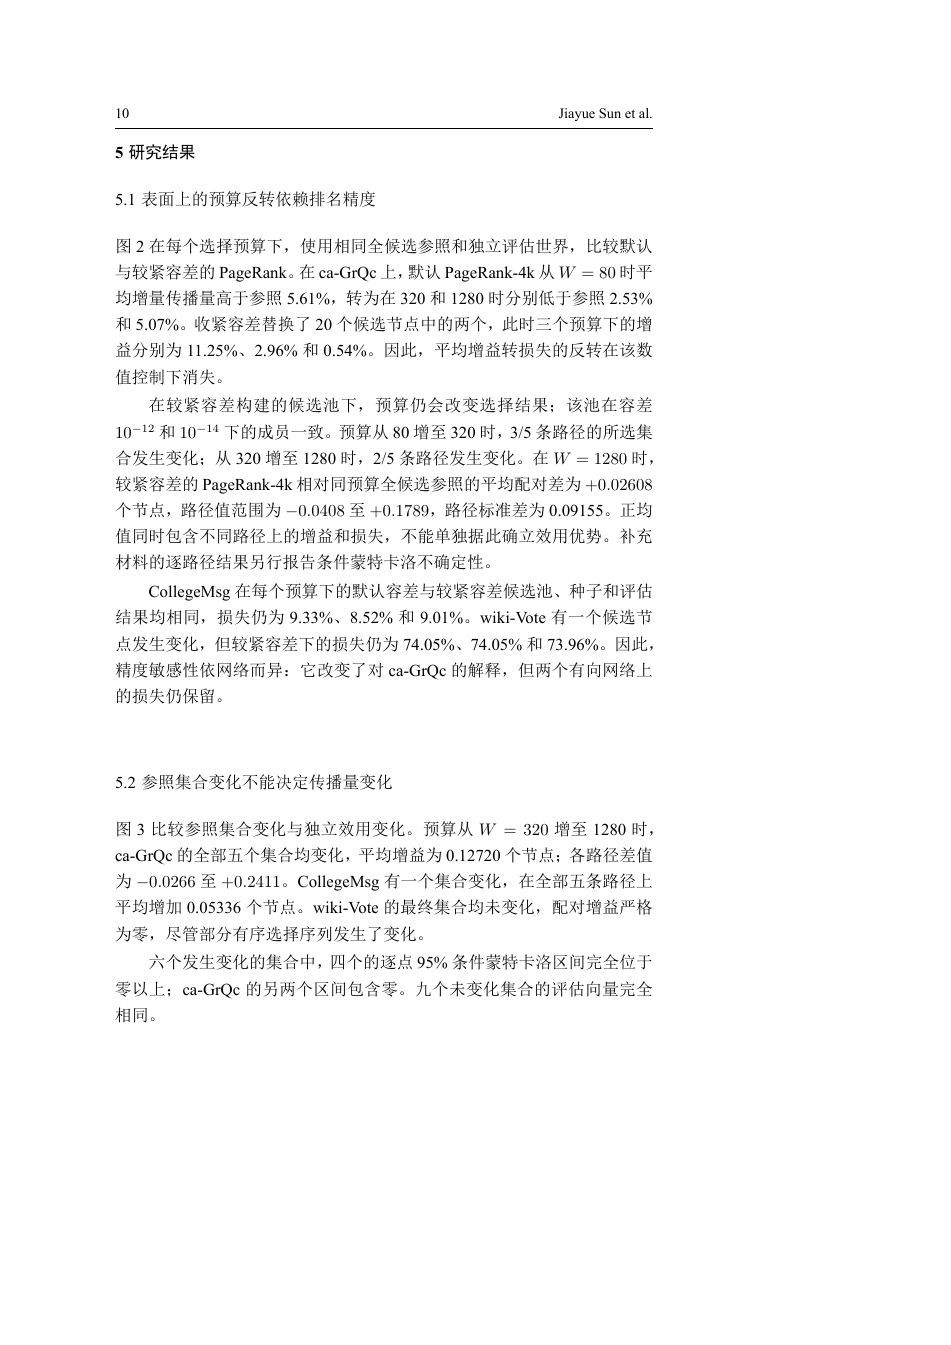 10 Jiayue Sun et al.
5 研究结果
5.1 表面上的预算反转依赖排名精度
图 2 在每个选择预算下，使用相同全候选参照和独立评估世界，比较默认
与较紧容差的 PageRank。在 ca-GrQc 上，默认 PageRank-4k 从 W = 80 时平
均增量传播量高于参照 5.61%，转为在 320 和 1280 时分别低于参照 2.53%
和 5.07%。收紧容差替换了 20 个候选节点中的两个，此时三个预算下的增
益分别为 11.25%、2.96% 和 0.54%。因此，平均增益转损失的反转在该数
值控制下消失。
在较紧容差构建的候选池下，预算仍会改变选择结果；该池在容差
10⁻¹² 和 10⁻¹⁴ 下的成员一致。预算从 80 增至 320 时，3/5 条路径的所选集
合发生变化；从 320 增至 1280 时，2/5 条路径发生变化。在 W = 1280 时，
较紧容差的 PageRank-4k 相对同预算全候选参照的平均配对差为 +0.02608
个节点，路径值范围为 −0.0408 至 +0.1789，路径标准差为 0.09155。正均
值同时包含不同路径上的增益和损失，不能单独据此确立效用优势。补充
材料的逐路径结果另行报告条件蒙特卡洛不确定性。
CollegeMsg 在每个预算下的默认容差与较紧容差候选池、种子和评估
结果均相同，损失仍为 9.33%、8.52% 和 9.01%。wiki-Vote 有一个候选节
点发生变化，但较紧容差下的损失仍为 74.05%、74.05% 和 73.96%。因此，
精度敏感性依网络而异：它改变了对 ca-GrQc 的解释，但两个有向网络上
的损失仍保留。
5.2 参照集合变化不能决定传播量变化
图 3 比较参照集合变化与独立效用变化。预算从 W = 320 增至 1280 时，
ca-GrQc 的全部五个集合均变化，平均增益为 0.12720 个节点；各路径差值
为 −0.0266 至 +0.2411。CollegeMsg 有一个集合变化，在全部五条路径上
平均增加 0.05336 个节点。wiki-Vote 的最终集合均未变化，配对增益严格
为零，尽管部分有序选择序列发生了变化。
六个发生变化的集合中，四个的逐点 95% 条件蒙特卡洛区间完全位于
零以上；ca-GrQc 的另两个区间包含零。九个未变化集合的评估向量完全
相同。